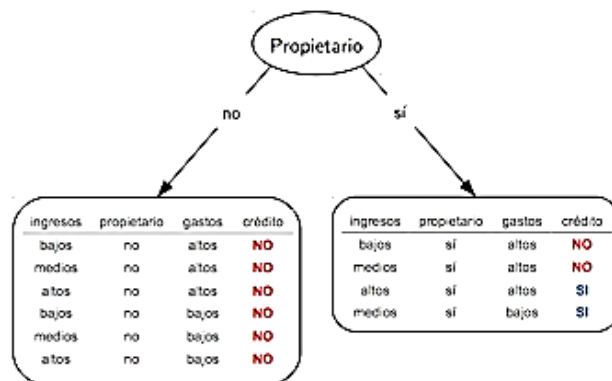 Propietario
no
sí
ingresos propietario gastos crédito
bajos no altos NO
medios no altos NO
altos no altos NO
bajos no bajos NO
medios no bajos NO
altos no bajos NO
ingresos propietario gastos crédito
bajos sí altos NO
medios sí altos NO
altos sí altos SI
medios sí bajos SI